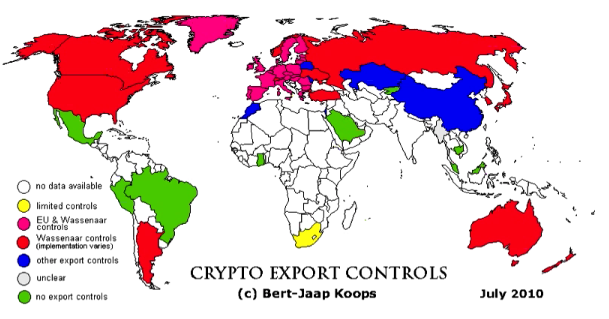 no data available
limited controls
EU & Wassenaar
controls
Wassenaar controls
(implementation varies)
other export controls
unclear
no export controls
CRYPTO EXPORT CONTROLS
(c) Bert-Jaap Koops
July 2010